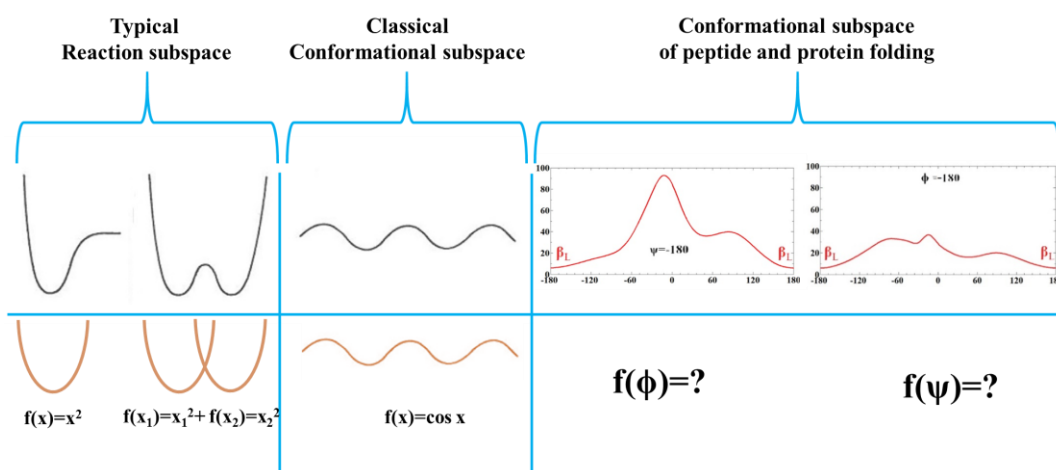 Typical
Reaction subspace
Classical
Conformational subspace
Conformational subspace
of peptide and protein folding
100
80
60
40
20
0
β_L
ψ=-180
β_L
-180 -120 -60 0 60 120 180
100
80
60
40
20
0
ϕ =-180
β_L
β_L
-180 -120 -60 0 60 120 18
f(x)=x²
f(x₁)=x₁²+ f(x₂)=x₂²
f(x)=cos x
f(ϕ)=?
f(ψ)=?